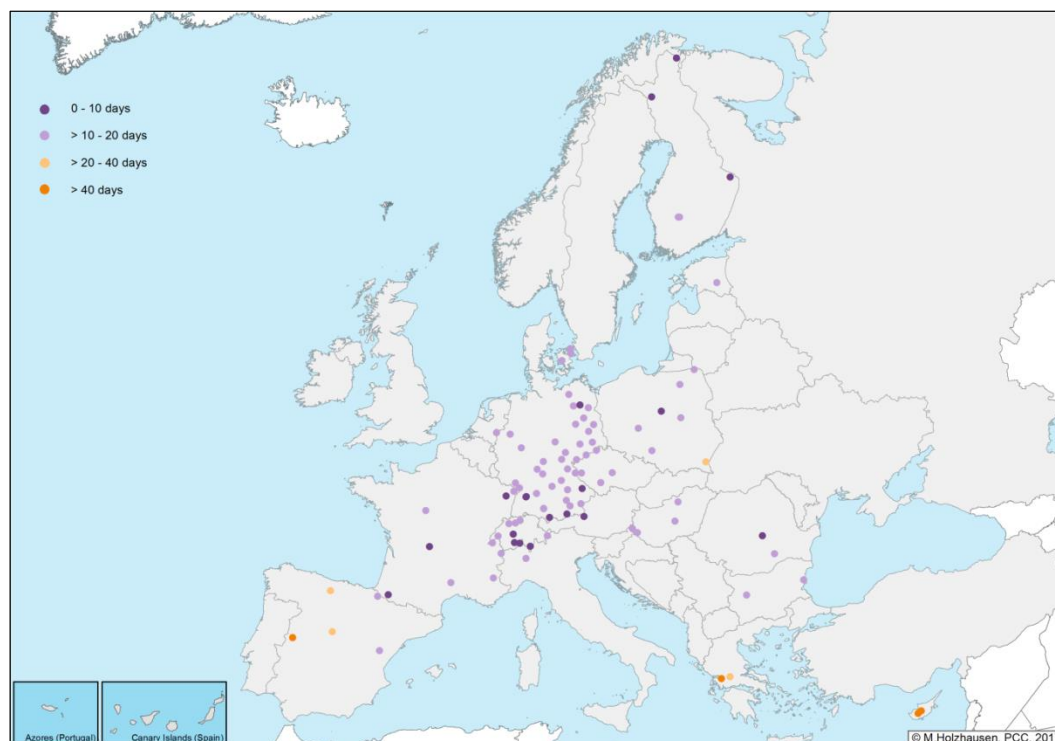 0 - 10 days
> 10 - 20 days
> 20 - 40 days
> 40 days
Azores (Portugal)
Canary Islands (Spain)
© M Holzhausen, PCC, 201